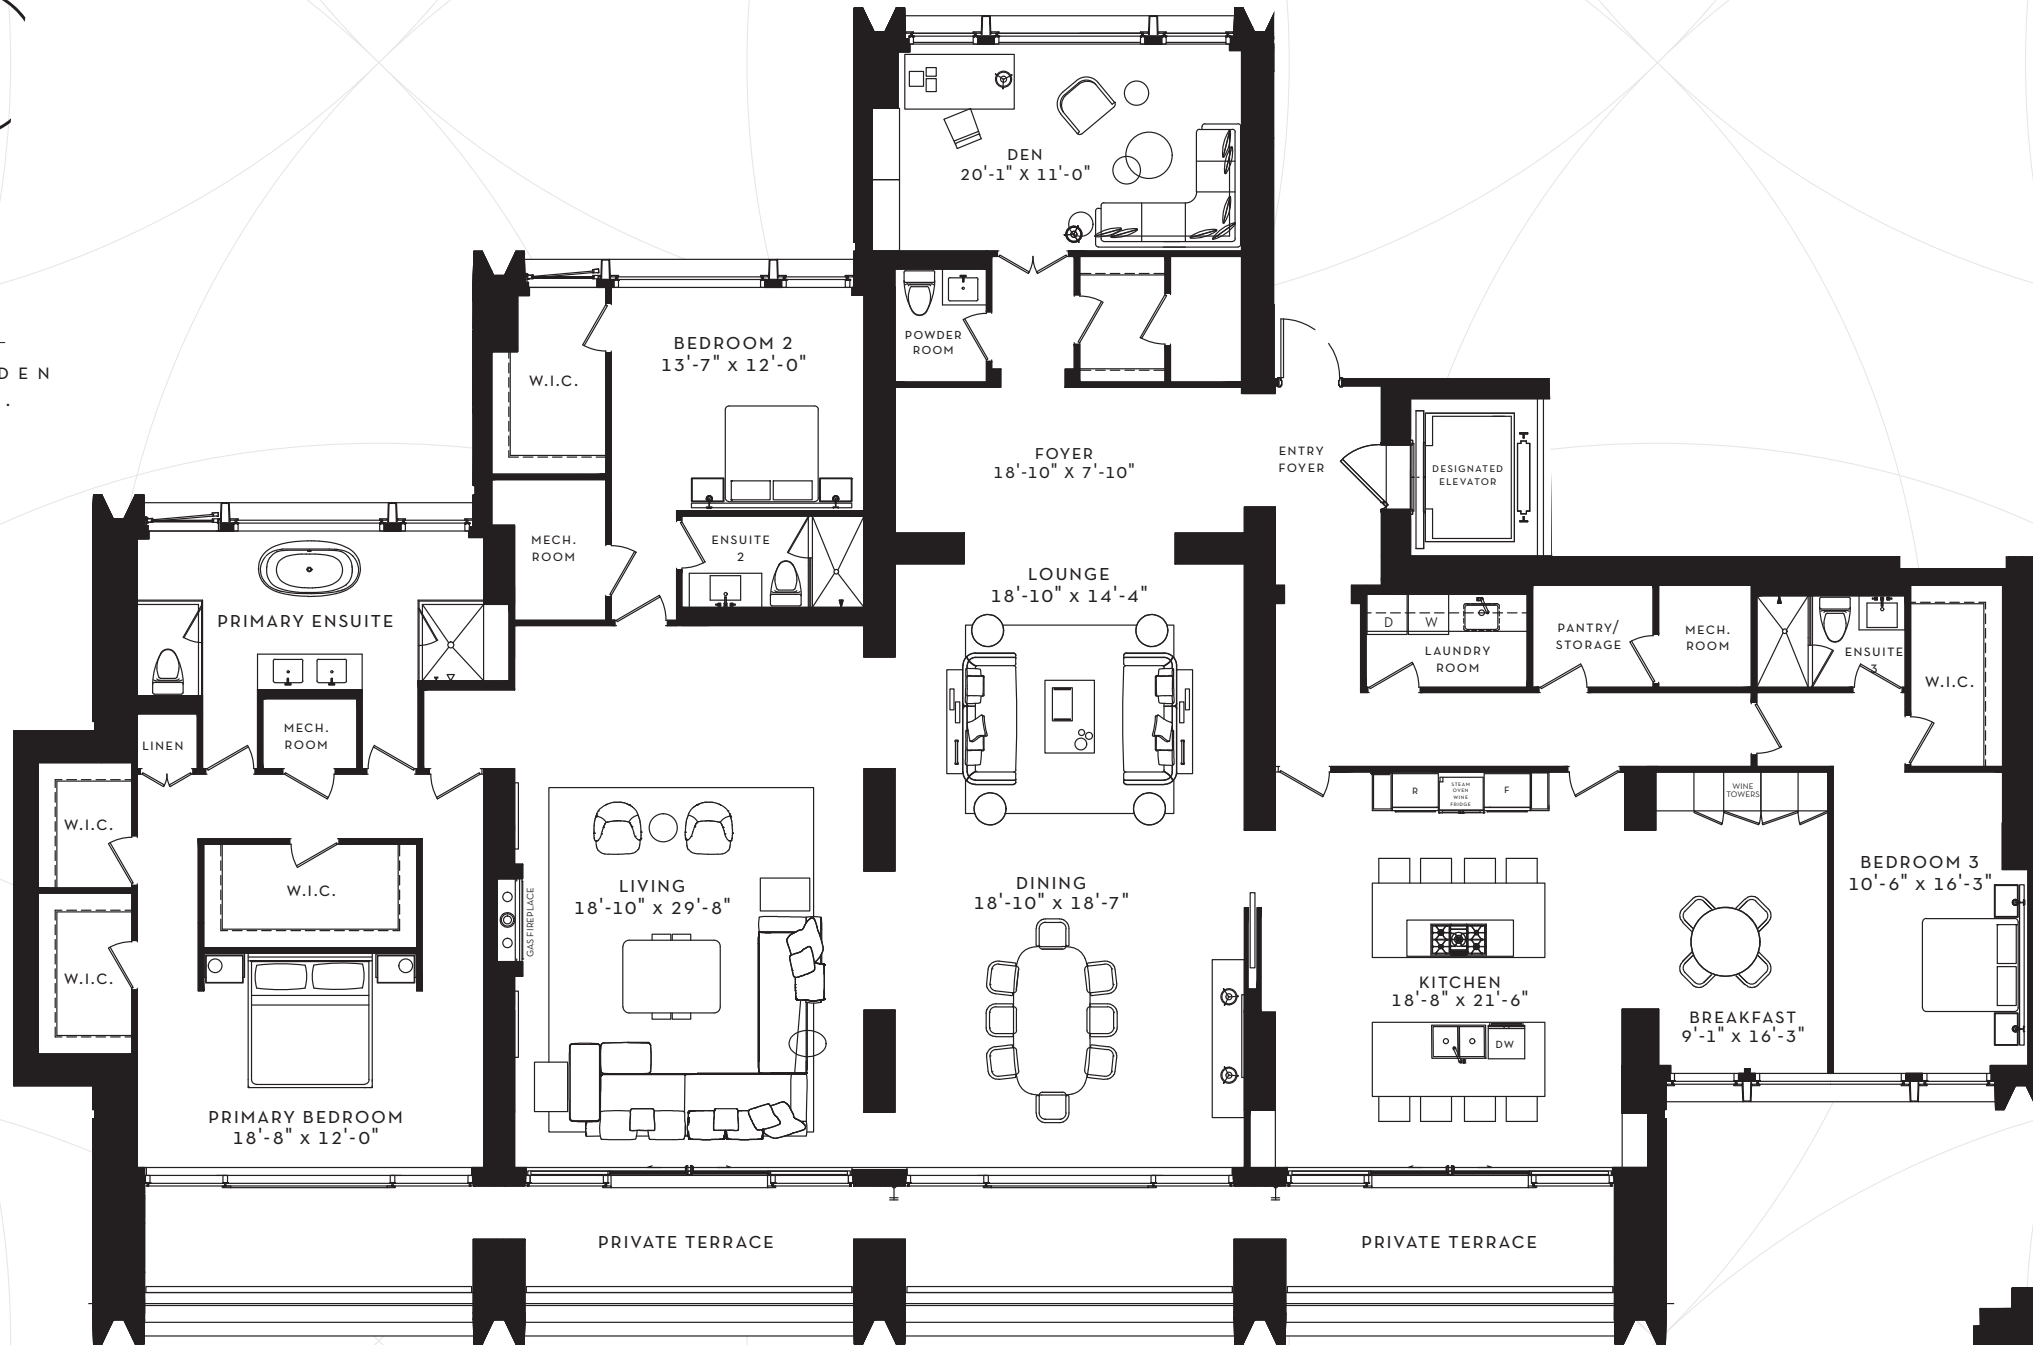 DEN
.
DEN
20'-1" X 11'-0"
POWDER
ROOM
BEDROOM 2
13'-7" x 12'-0"
W.I.C.
FOYER
18'-10" X 7'-10"
ENTRY
FOYER
DESIGNATED
ELEVATOR
MECH.
ROOM
ENSUITE
2
LOUNGE
18'-10" x 14'-4"
PRIMARY ENSUITE
D
W
LAUNDRY
ROOM
PANTRY/
STORAGE
MECH.
ROOM
ENSUITE
3
W.I.C.
LINEN
MECH.
ROOM
R
STEAM
OVEN
WINE
FRIDGE
F
WINE
TOWERS
W.I.C.
W.I.C.
LIVING
18'-10" x 29'-8"
GAS FIREPLACE
DINING
18'-10" x 18'-7"
BEDROOM 3
10'-6" x 16'-3"
W.I.C.
KITCHEN
18'-8" x 21'-6"
BREAKFAST
9'-1" x 16'-3"
DW
PRIMARY BEDROOM
18'-8" x 12'-0"
PRIVATE TERRACE
PRIVATE TERRACE